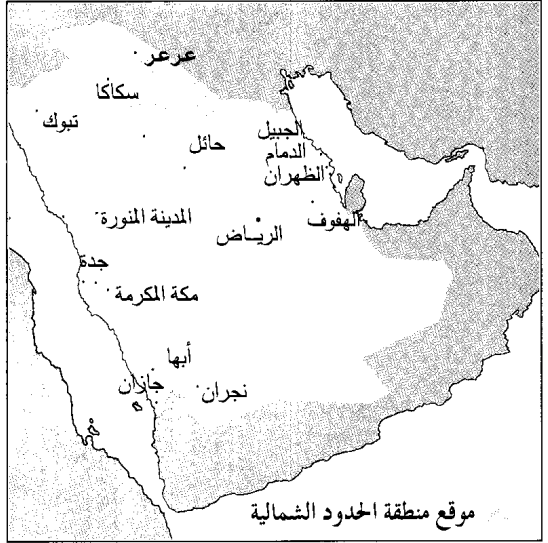 عرعر
سكاكا
تبوك
حائل
الجبيل
الدمام
الظهران
الهفوف
المدينة المنورة
الريـاض
جدة
مكة المكرمة
أبها
جازان
نجران
موقع منطقة الحدود الشمالية